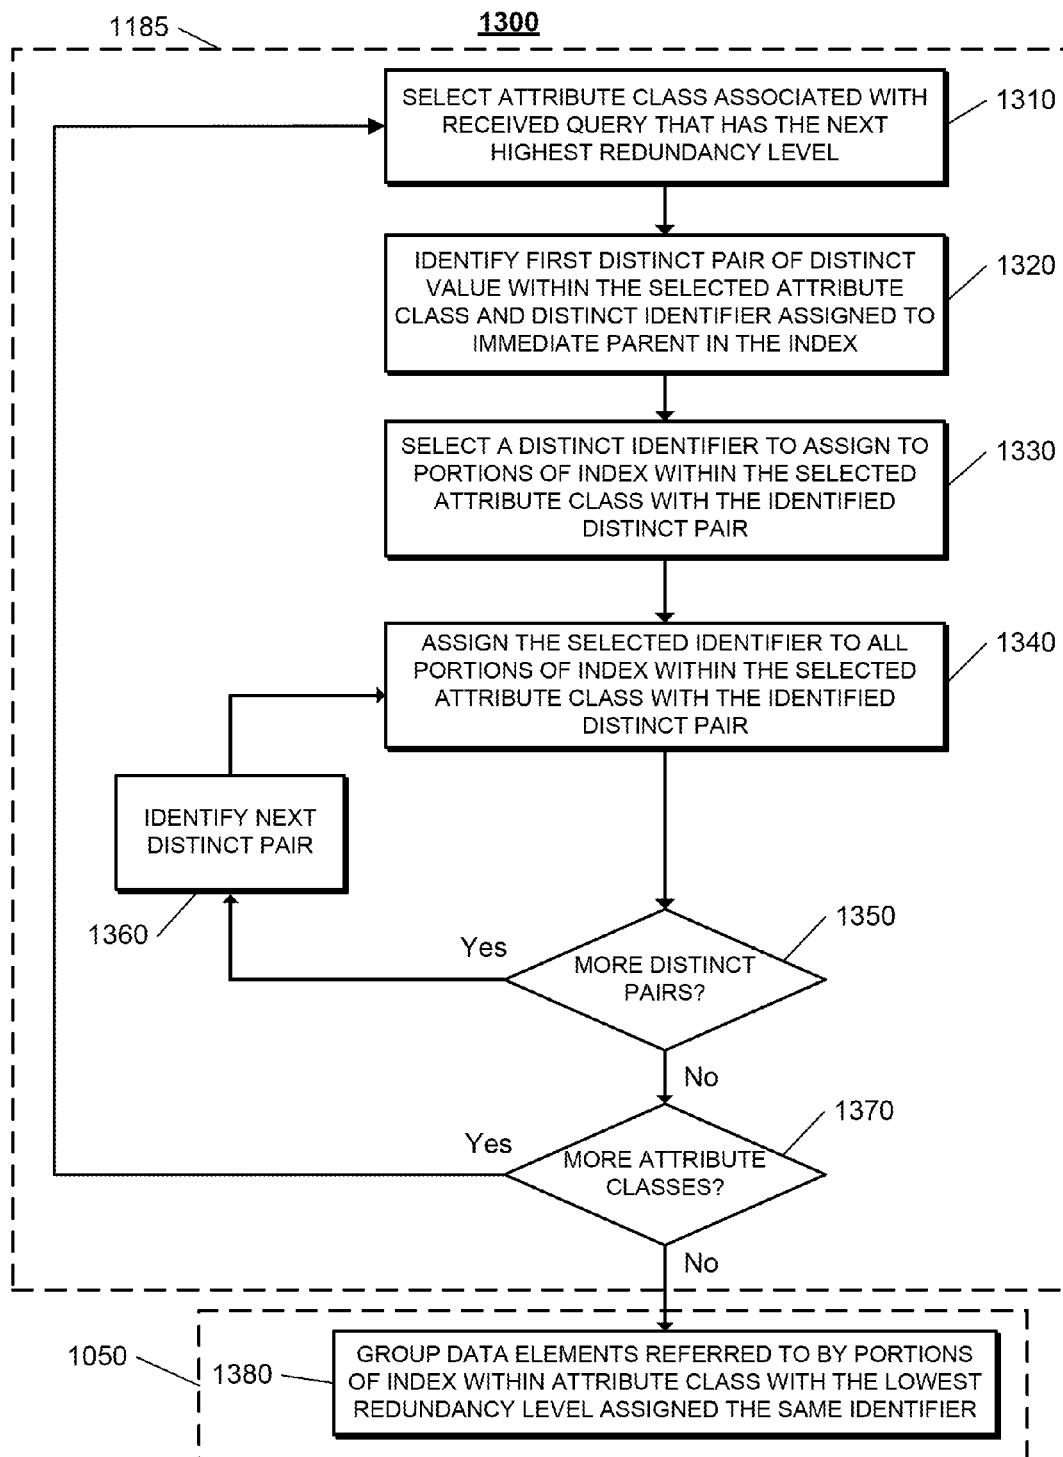 1300
1185
SELECT ATTRIBUTE CLASS ASSOCIATED WITH
RECEIVED QUERY THAT HAS THE NEXT
HIGHEST REDUNDANCY LEVEL
1310
IDENTIFY FIRST DISTINCT PAIR OF DISTINCT
VALUE WITHIN THE SELECTED ATTRIBUTE
CLASS AND DISTINCT IDENTIFIER ASSIGNED TO
IMMEDIATE PARENT IN THE INDEX
1320
SELECT A DISTINCT IDENTIFIER TO ASSIGN TO
PORTIONS OF INDEX WITHIN THE SELECTED
ATTRIBUTE CLASS WITH THE IDENTIFIED
DISTINCT PAIR
1330
ASSIGN THE SELECTED IDENTIFIER TO ALL
PORTIONS OF INDEX WITHIN THE SELECTED
ATTRIBUTE CLASS WITH THE IDENTIFIED
DISTINCT PAIR
1340
IDENTIFY NEXT
DISTINCT PAIR
1360
Yes
MORE DISTINCT
PAIRS?
1350
No
Yes
MORE ATTRIBUTE
CLASSES?
1370
No
1050
1380
GROUP DATA ELEMENTS REFERRED TO BY PORTIONS
OF INDEX WITHIN ATTRIBUTE CLASS WITH THE LOWEST
REDUNDANCY LEVEL ASSIGNED THE SAME IDENTIFIER